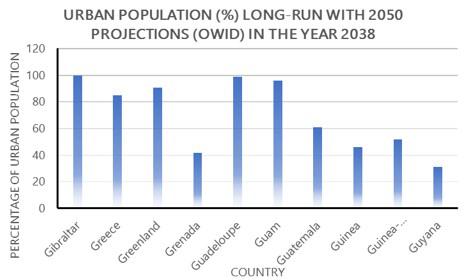 URBAN POPULATION (%) LONG-RUN WITH 2050
PROJECTIONS (OWID) IN THE YEAR 2038
PERCENTAGE OF URBAN POPULATION
120
100
80
60
40
20
0
Gibraltar
Greece
Greenland
Grenada
Guadeloupe
Guam
Guatemala
Guinea
Guinea-...
Guyana
COUNTRY